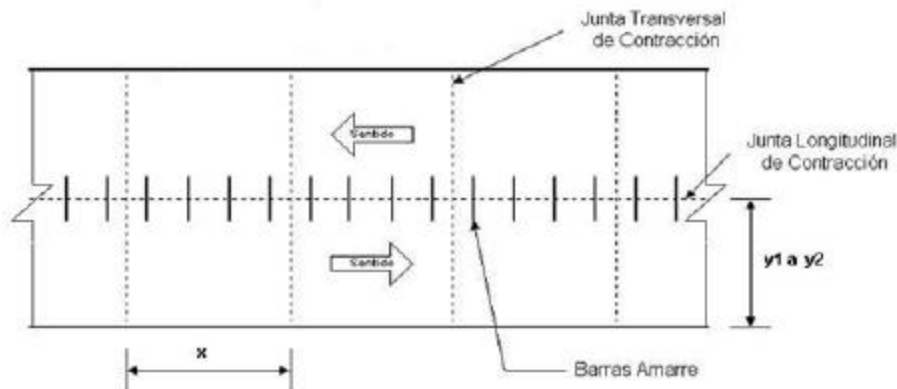 Junta Transversal
de Contracción
Sentido
Junta Longitudinal
de Contracción
Sentido
y1 a y2
x
Barras Amarre